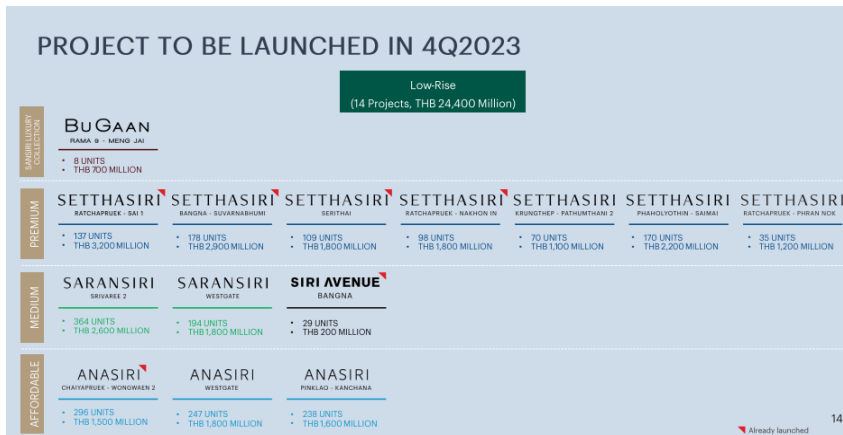 PROJECT TO BE LAUNCHED IN 4Q2023
Low-Rise
(14 Projects, THB 24,400 Million)
SANSIRI LUXURY
COLLECTION
BUGAAN
RAMA 9 - MENG JAI
• 8 UNITS
• THB 700 MILLION
PREMIUM
SETTHASIRI
RATCHAPRUEK - SAI 1
• 137 UNITS
• THB 3,200 MILLION
SETTHASIRI
BANGNA - SUVARNABHUMI
• 178 UNITS
• THB 2,900 MILLION
SETTHASIRI
SERITHAI
• 109 UNITS
• THB 1,800 MILLION
SETTHASIRI
RATCHAPRUEK - NAKHON IN
• 98 UNITS
• THB 1,800 MILLION
SETTHASIRI
KRUNGTHEP - PATHUMTHANI 2
• 70 UNITS
• THB 1,100 MILLION
SETTHASIRI
PHAHOLYOTHIN - SAIMAI
• 170 UNITS
• THB 2,200 MILLION
SETTHASIRI
RATCHAPRUEK - PHRAN NOK
• 35 UNITS
• THB 1,200 MILLION
MEDIUM
SARANSIRI
SRIVAREE 2
• 364 UNITS
• THB 2,600 MILLION
SARANSIRI
WESTGATE
• 194 UNITS
• THB 1,800 MILLION
SIRI AVENUE
BANGNA
• 29 UNITS
• THB 200 MILLION
AFFORDABLE
ANASIRI
CHAIYAPRUEK - WONGWAEN 2
• 296 UNITS
• THB 1,500 MILLION
ANASIRI
WESTGATE
• 247 UNITS
• THB 1,800 MILLION
ANASIRI
PINKLAO - KANCHANA
• 238 UNITS
• THB 1,600 MILLION
14
Already launched